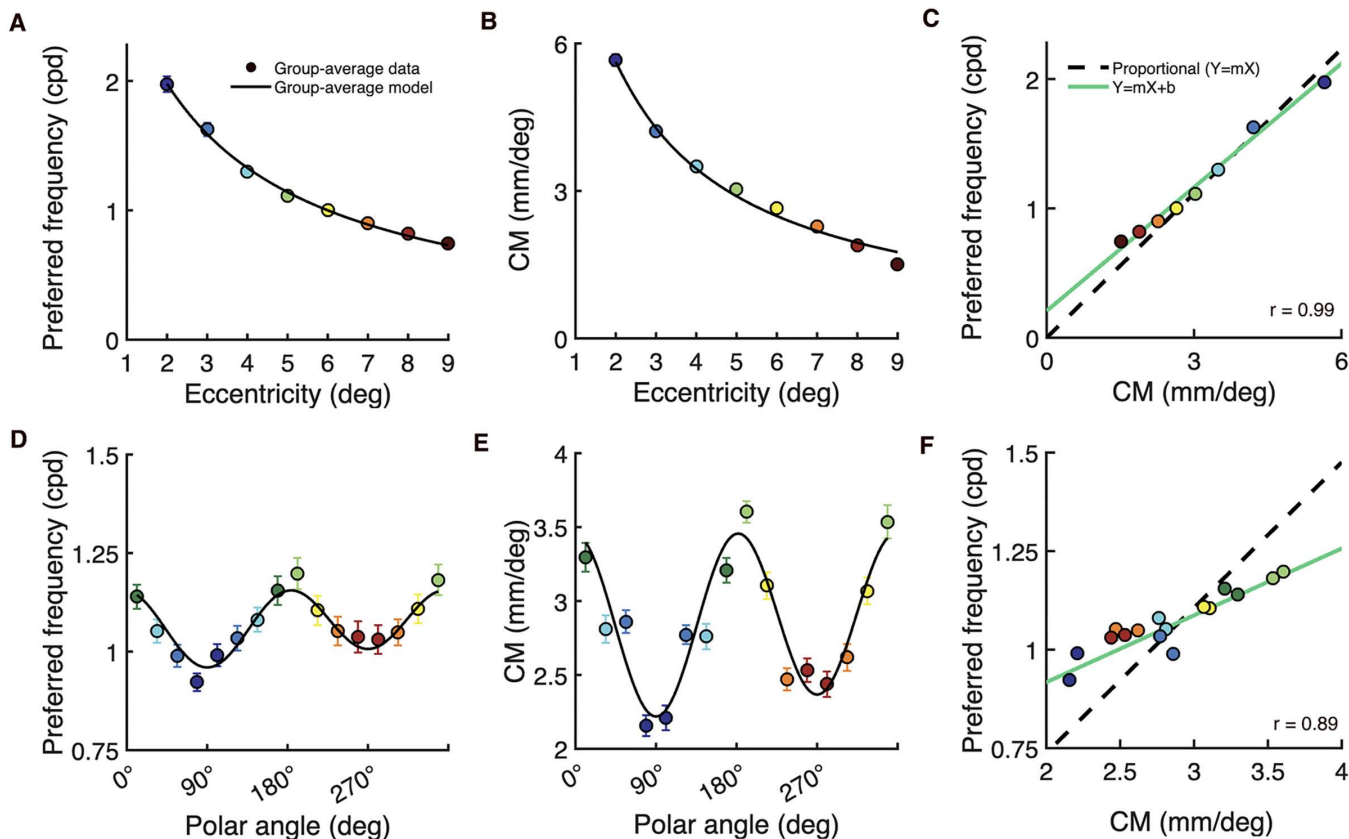 A
Preferred frequency (cpd)
2
1
0
Group-average data
Group-average model
1 2 3 4 5 6 7 8 9
Eccentricity (deg)
B
CM (mm/deg)
6
3
0
1 2 3 4 5 6 7 8 9
Eccentricity (deg)
C
Preferred frequency (cpd)
2
1
0
Proportional (Y=mX)
Y=mX+b
r = 0.99
0 3 6
CM (mm/deg)
D
Preferred frequency (cpd)
1.5
1.25
1
0.75
0° 90° 180° 270°
Polar angle (deg)
E
CM (mm/deg)
4
3.5
3
2.5
2
0° 90° 180° 270°
Polar angle (deg)
F
Preferred frequency (cpd)
1.5
1.25
1
0.75
r = 0.89
2 2.5 3 3.5 4
CM (mm/deg)